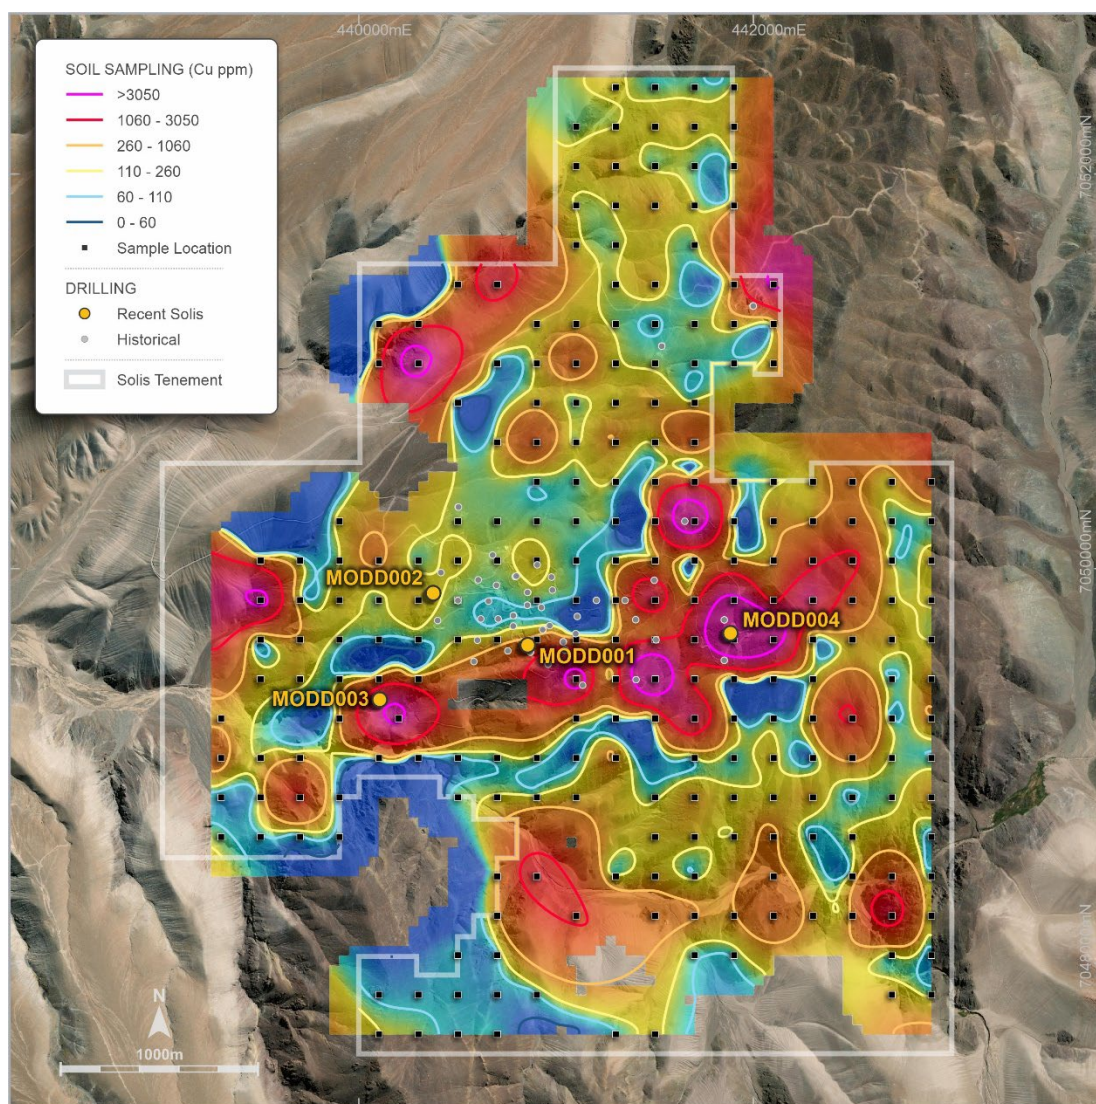 440000mE
442000mE
SOIL SAMPLING (Cu ppm)
>3050
1060 - 3050
260 - 1060
110 - 260
60 - 110
0 - 60
Sample Location
DRILLING
Recent Solis
Historical
Solis Tenement
7052000mN
7050000mN
MODD002
MODD004
MODD001
MODD003
7048000mN
N
1000m